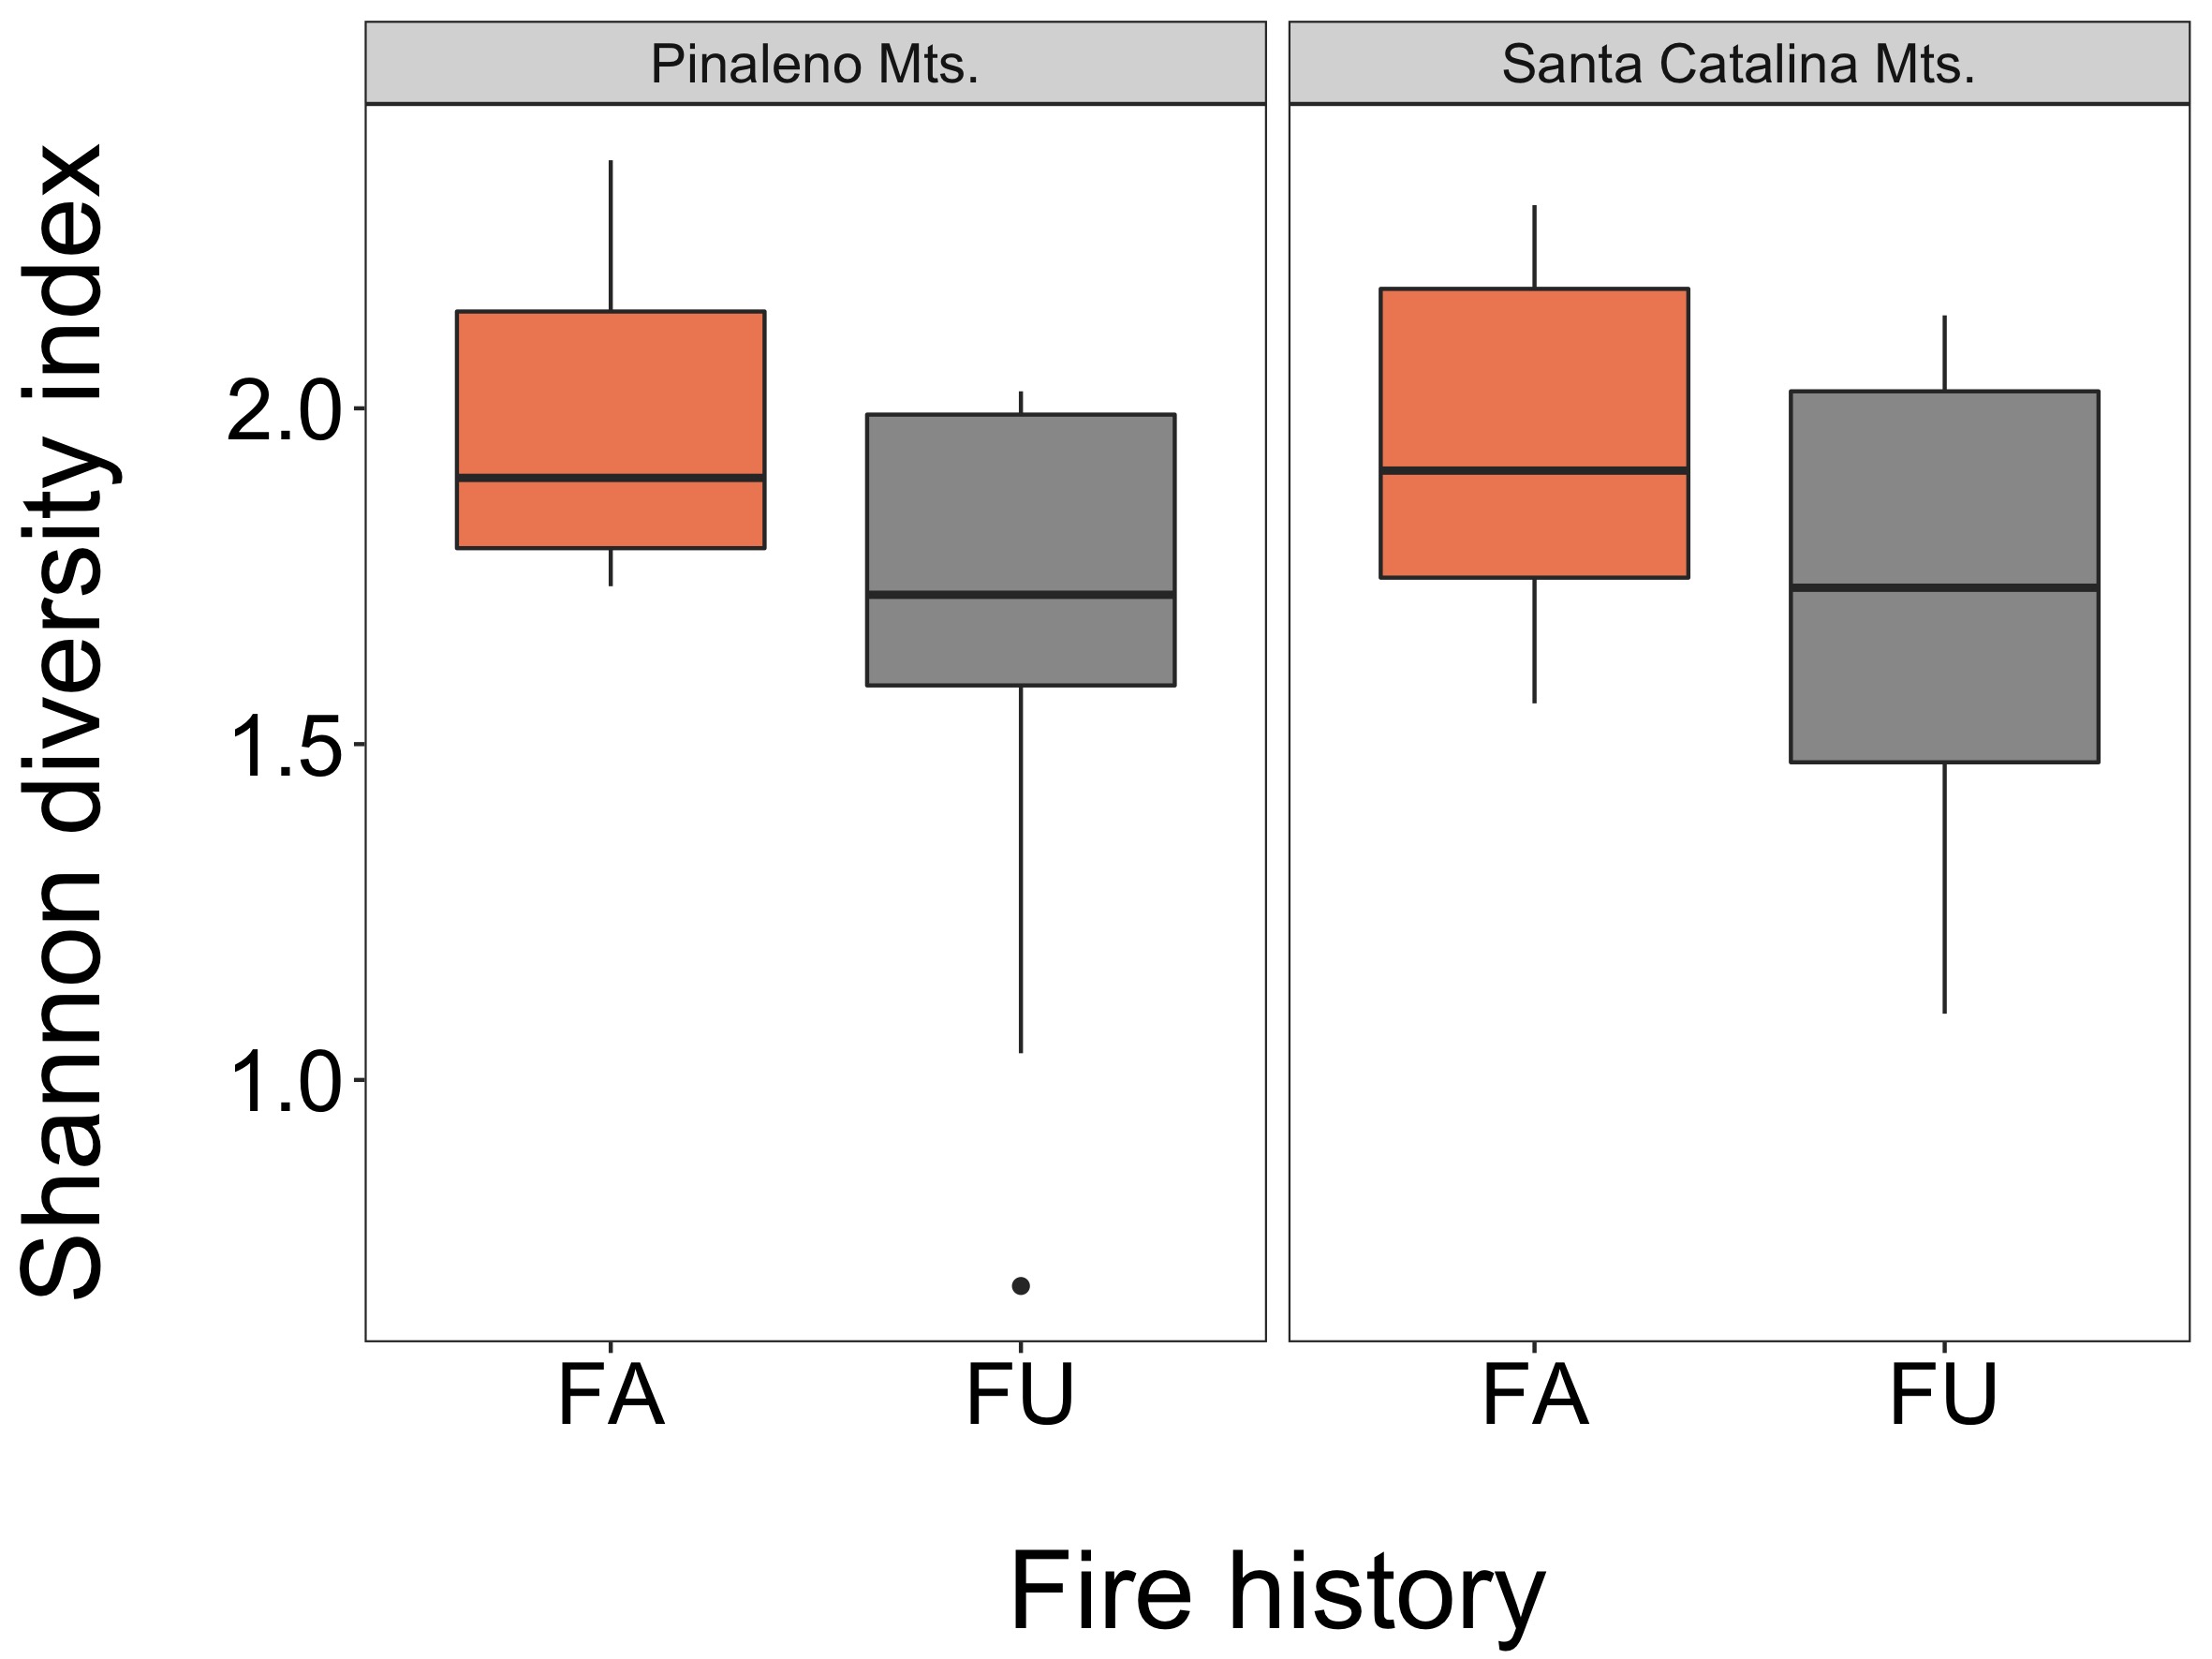 Pinaleno Mts.
Santa Catalina Mts.
Shannon diversity index
2.0
1.5
1.0
FA
FU
FA
FU
Fire history